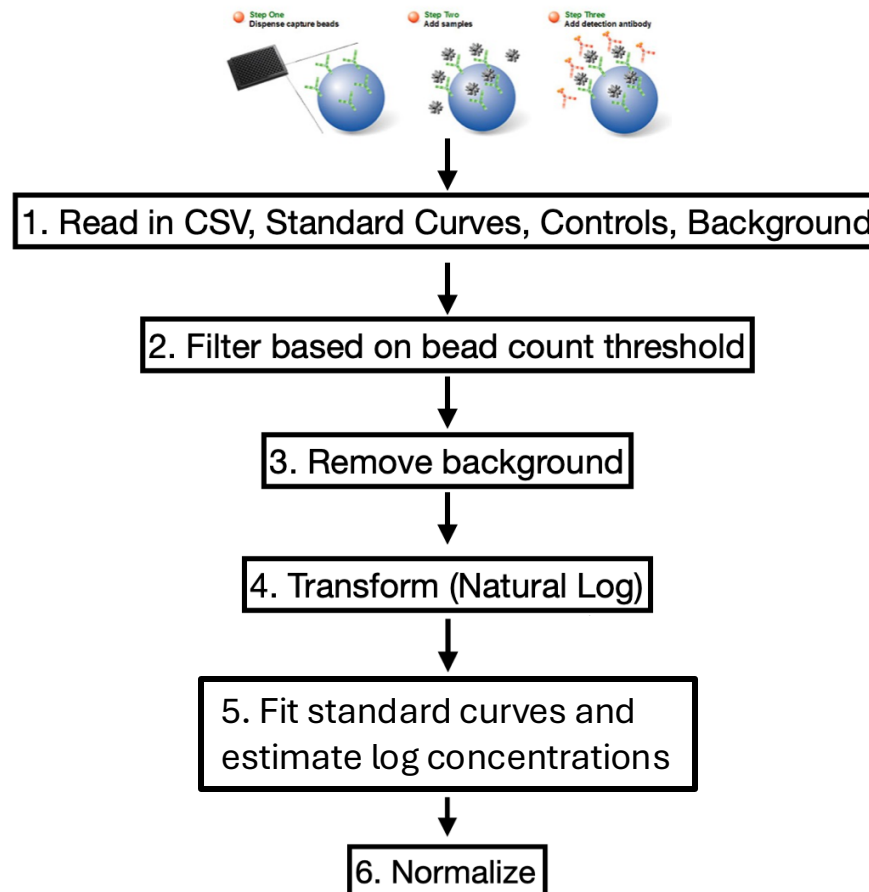 Step One
Dispense capture beads
Step Two
Add samples
Step Three
Add detection antibody
1. Read in CSV, Standard Curves, Controls, Background
2. Filter based on bead count threshold
3. Remove background
4. Transform (Natural Log)
5. Fit standard curves and
estimate log concentrations
6. Normalize